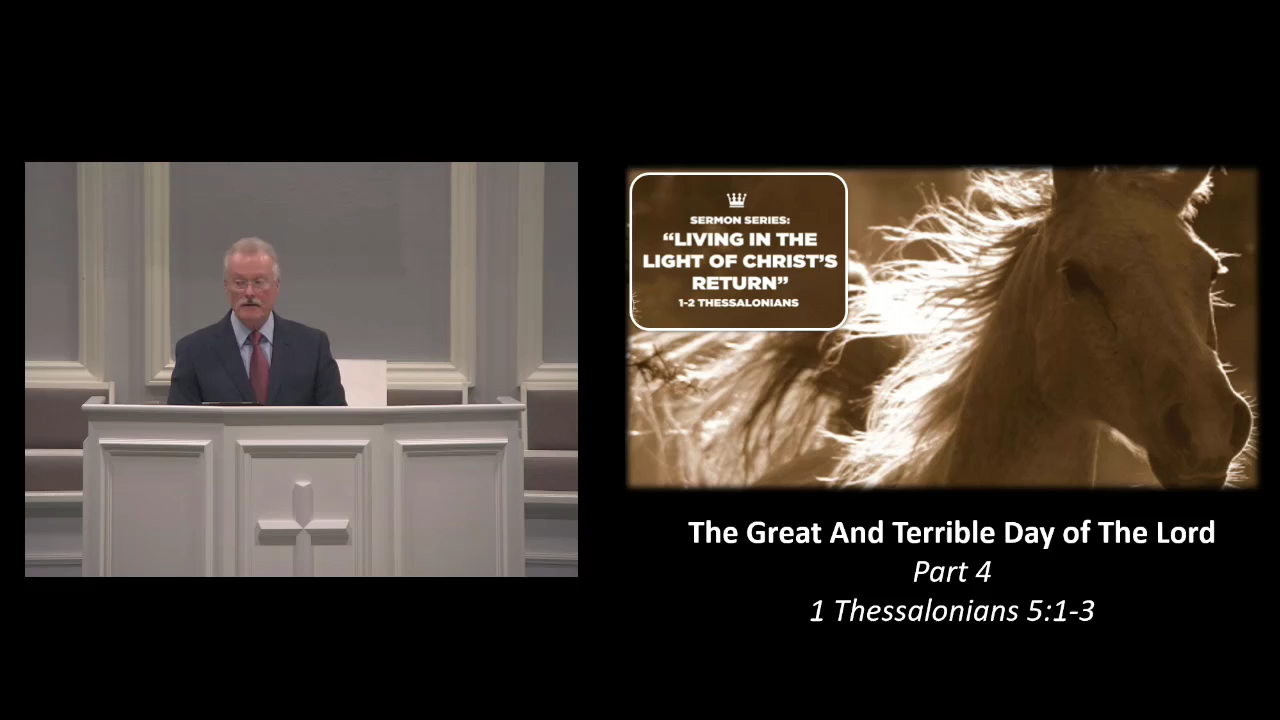 SERMON SERIES:
“LIVING IN THE
LIGHT OF CHRIST’S
RETURN”
1-2 THESSALONIANS
The Great And Terrible Day of The Lord
Part 4
1 Thessalonians 5:1-3